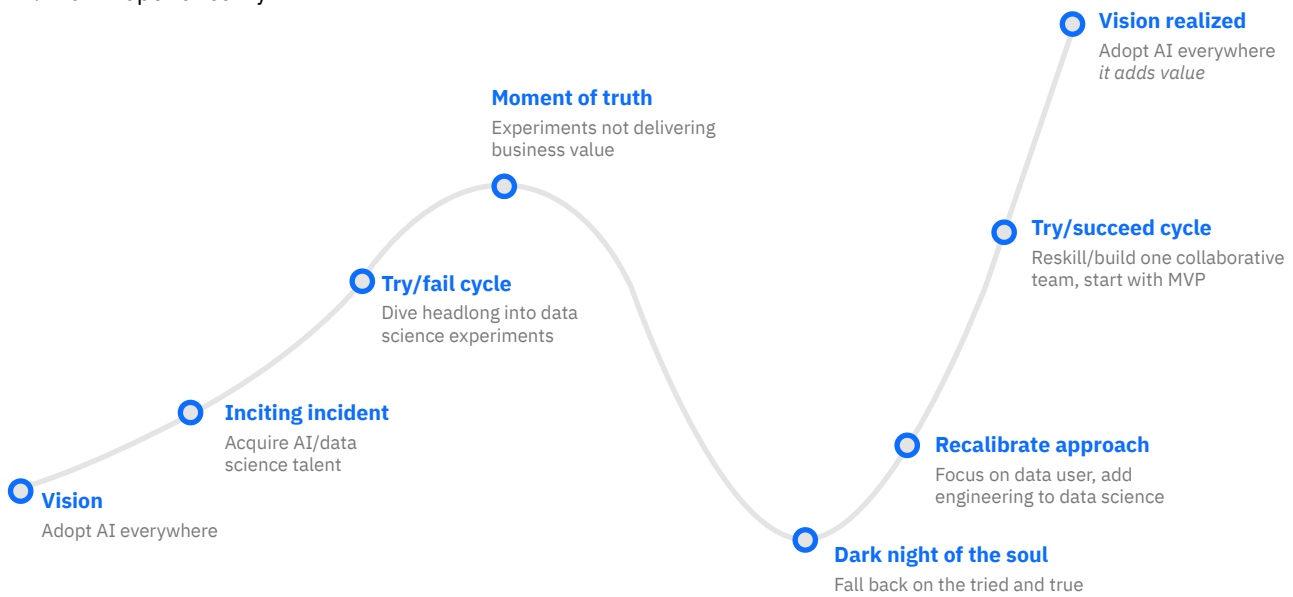 Vision realized
Adopt AI everywhere
it adds value
Moment of truth
Experiments not delivering
business value
Try/succeed cycle
Reskill/build one collaborative
team, start with MVP
Try/fail cycle
Dive headlong into data
science experiments
Inciting incident
Acquire AI/data
science talent
Recalibrate approach
Focus on data user, add
engineering to data science
Vision
Adopt AI everywhere
Dark night of the soul
Fall back on the tried and true